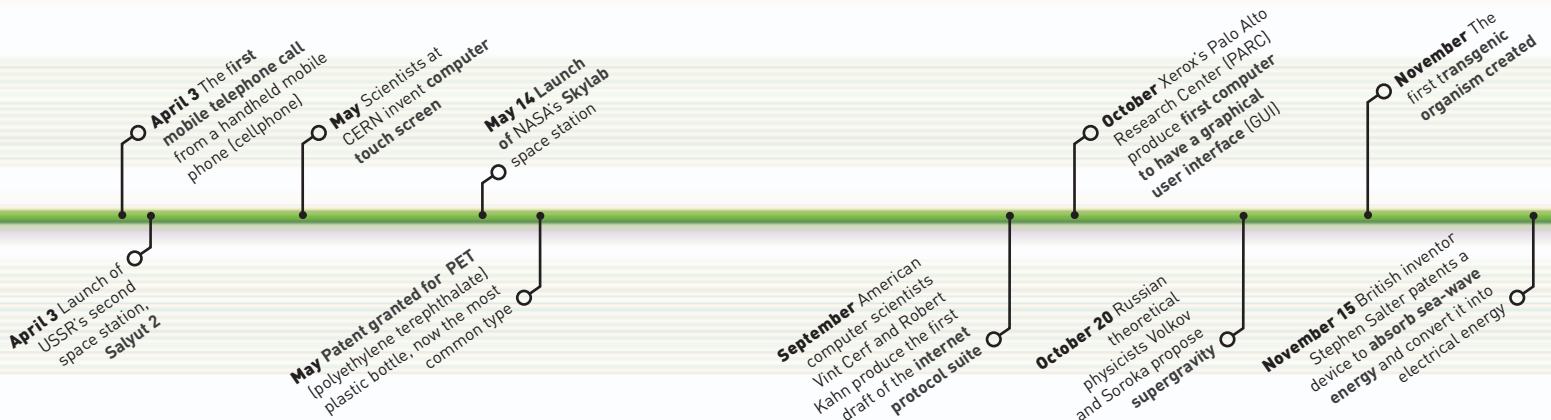 April 3 The first
mobile telephone call
from a handheld mobile
phone (cellphone)
April 3 Launch of
USSR's second
space station,
Salyut 2
May Scientists at
CERN invent computer
touch screen
May 14 Launch
of NASA's Skylab
space station
May Patent granted for PET
(polyethylene terephthalate)
plastic bottle, now the most
common type
September American
computer scientists
Vint Cerf and Robert
Kahn produce the first
draft of the internet
protocol suite
October Xerox's Palo Alto
Research Center (PARC)
produce first computer
to have a graphical
user interface (GUI)
October 20 Russian
theoretical
physicists Volkov
and Soroka propose
supergravity
November The
first transgenic
organism created
November 15 British inventor
Stephen Salter patents a
device to absorb sea-wave
energy and convert it into
electrical energy